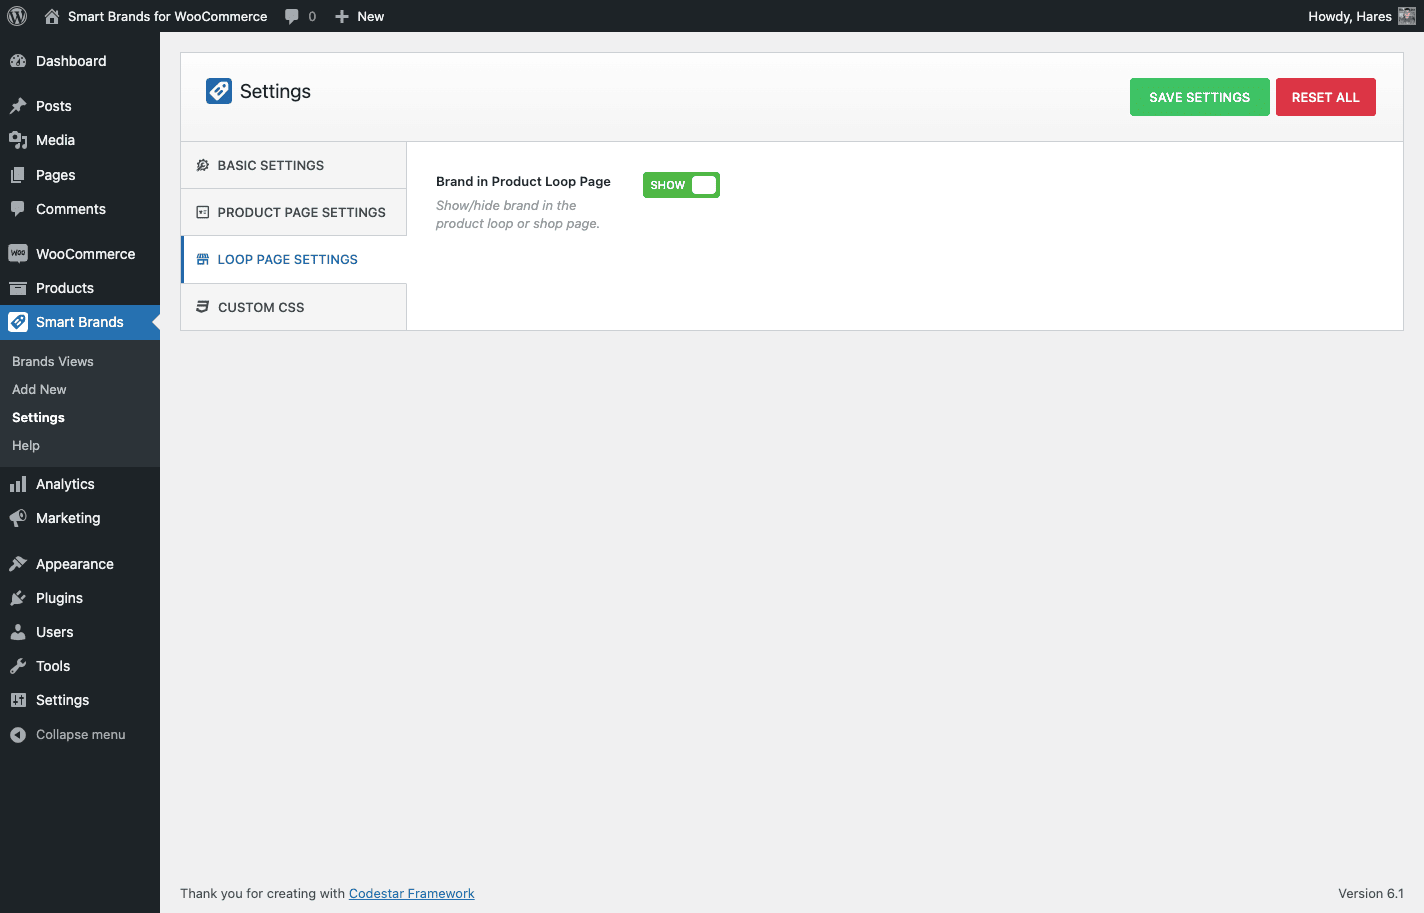 Smart Brands for WooCommerce 0 New Howdy, Hares
Dashboard
Posts
Media
Pages
Comments
WOO WooCommerce
Products
Smart Brands
Brands Views
Add New
Settings
Help
Analytics
Marketing
Appearance
Plugins
Users
Tools
Settings
Collapse menu
Settings
SAVE SETTINGS RESET ALL
BASIC SETTINGS
PRODUCT PAGE SETTINGS
LOOP PAGE SETTINGS
CUSTOM CSS
Brand in Product Loop Page
Show/hide brand in the
product loop or shop page.
SHOW
Thank you for creating with Codestar Framework
Version 6.1